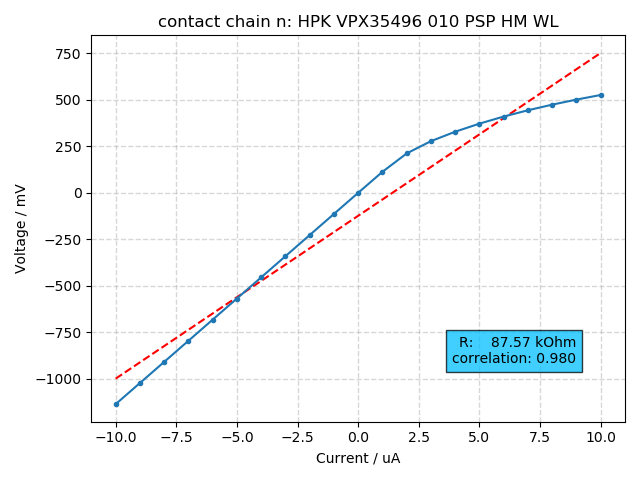 contact chain n: HPK VPX35496 010 PSP HM WL
750
500
250
0
−250
−500
−750
−1000
Voltage / mV
R: 87.57 kOhm
correlation: 0.980
−10.0 −7.5 −5.0 −2.5 0.0 2.5 5.0 7.5 10.0
Current / uA